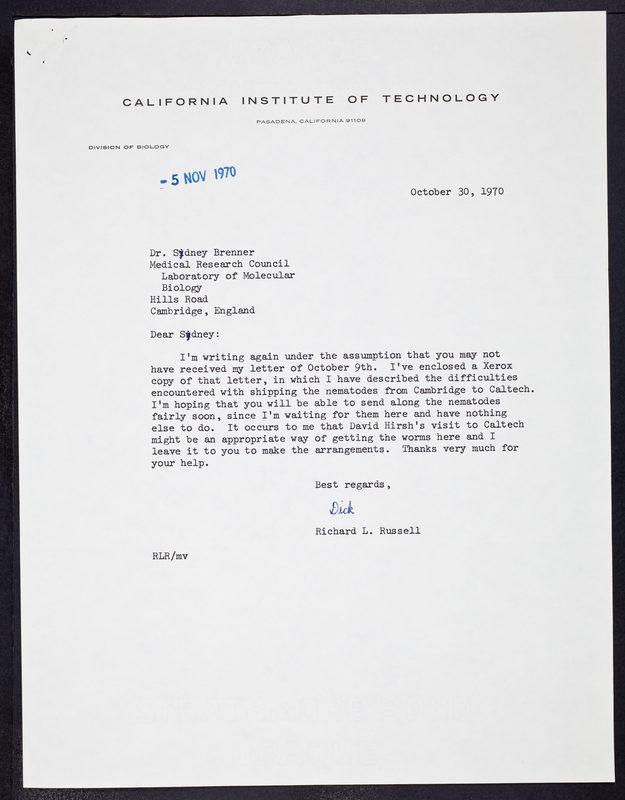 CALIFORNIA INSTITUTE OF TECHNOLOGY
PASADENA, CALIFORNIA 91109
DIVISION OF BIOLOGY
- 5 NOV 1970
October 30, 1970
Dr. Sydney Brenner
Medical Research Council
Laboratory of Molecular
Biology
Hills Road
Cambridge, England
Dear Sydney:
I'm writing again under the assumption that you may not
have received my letter of October 9th. I've enclosed a Xerox
copy of that letter, in which I have described the difficulties
encountered with shipping the nematodes from Cambridge to Caltech.
I'm hoping that you will be able to send along the nematodes
fairly soon, since I'm waiting for them here and have nothing
else to do. It occurs to me that David Hirsh's visit to Caltech
might be an appropriate way of getting the worms here and I
leave it to you to make the arrangements. Thanks very much for
your help.
Best regards,
Dick
Richard L. Russell
RLR/mv